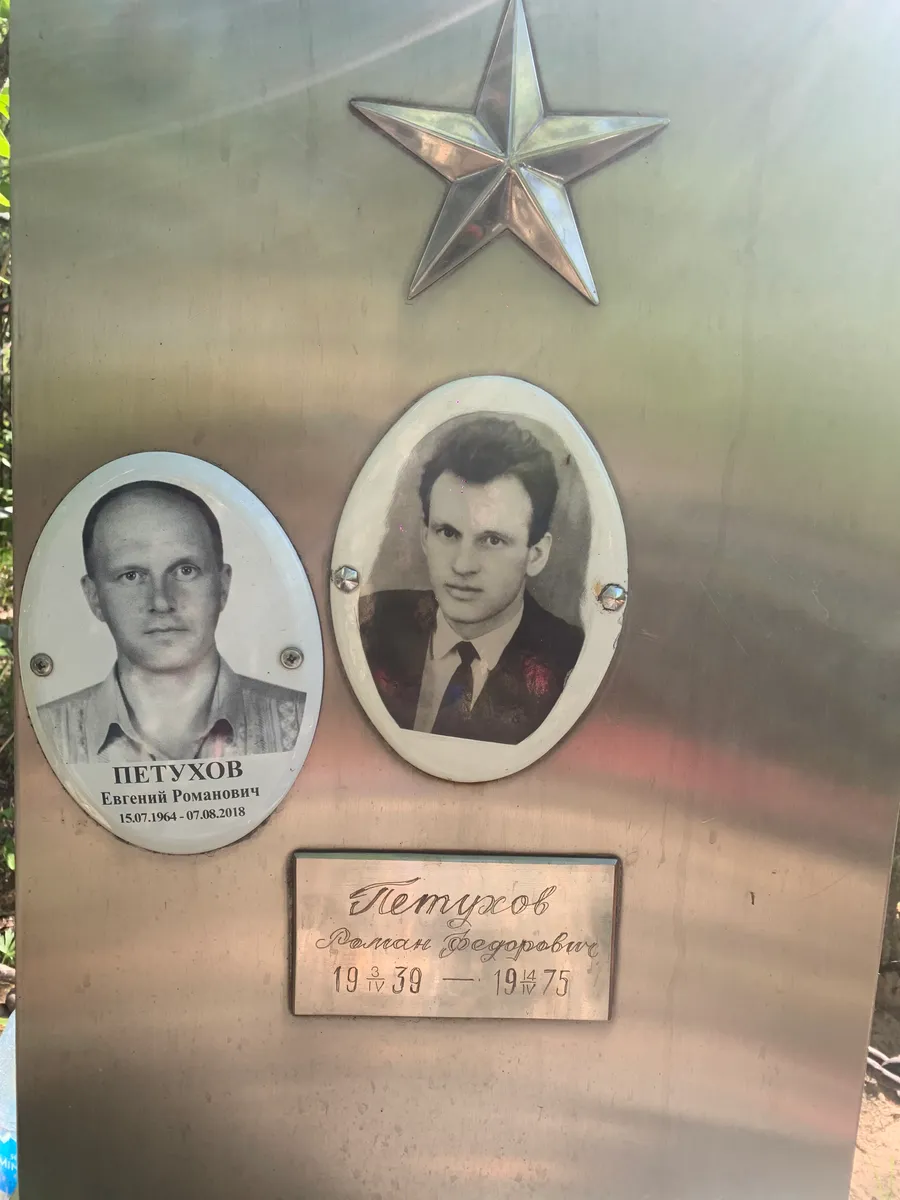 ПЕТУХОВ
Евгений Романович
15.07.1964 - 07.08.2018
Петухов
Роман Федорович
19 3/IV 39 — 19 14/IV 75